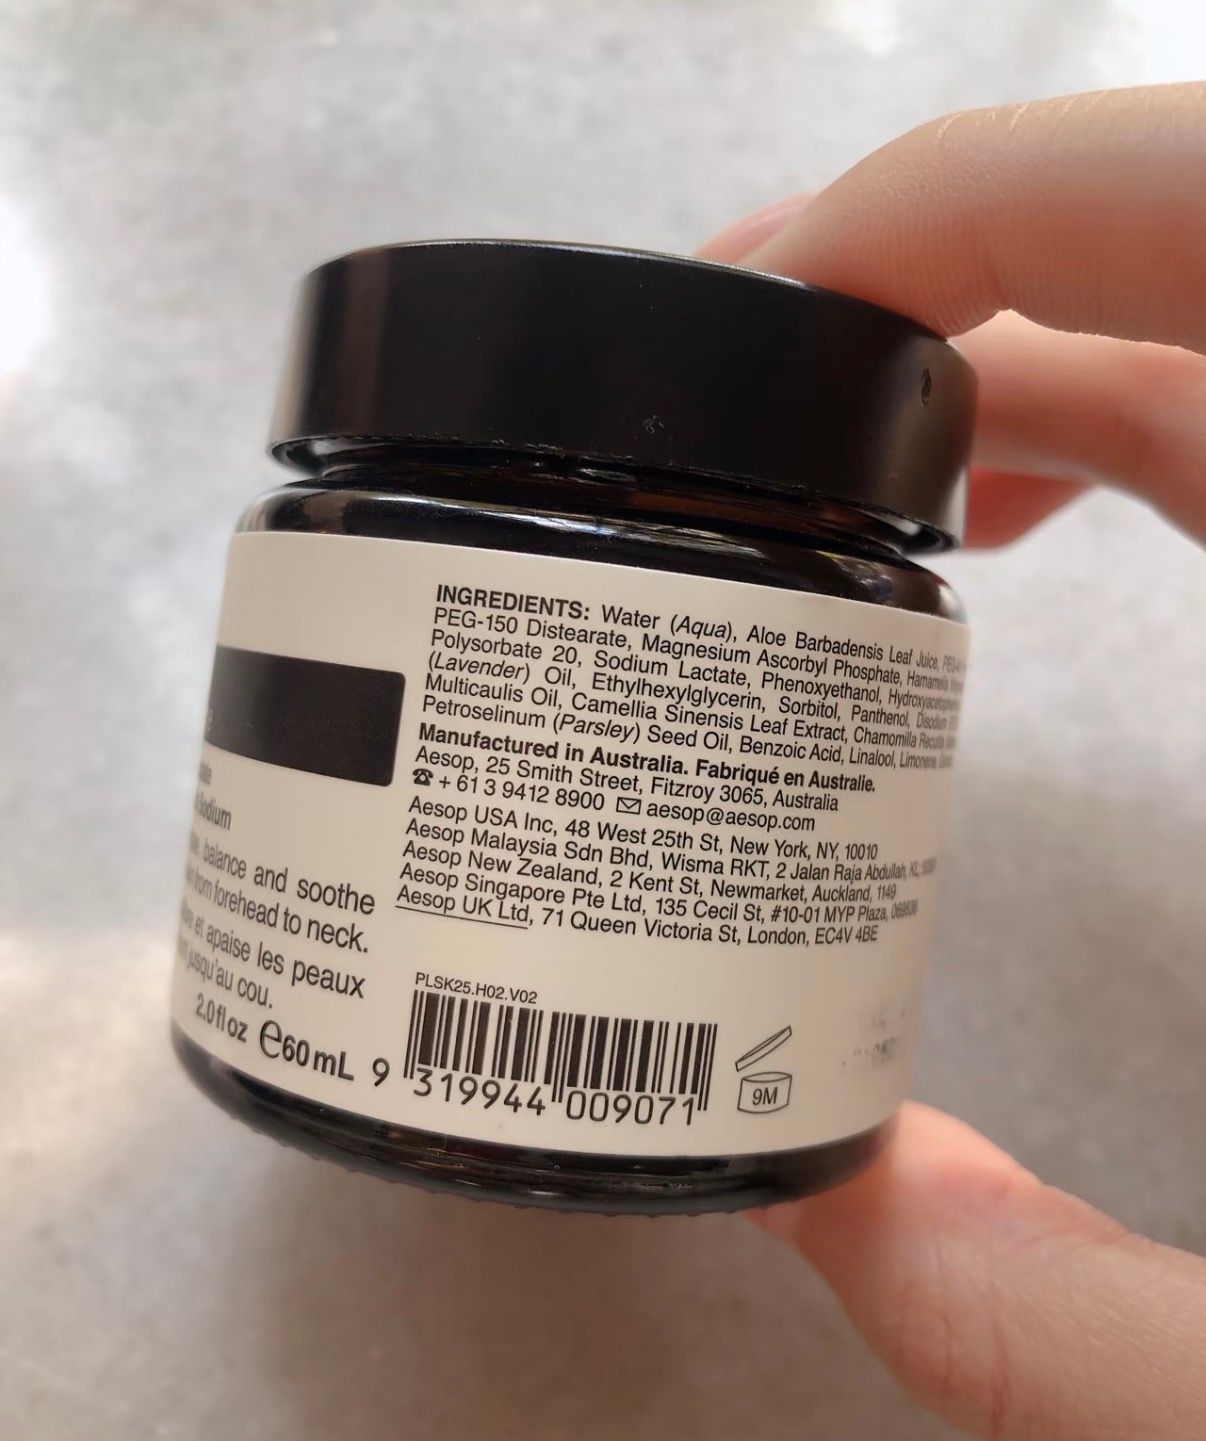 INGREDIENTS: Water (Aqua), Aloe Barbadensis Leaf Juice,
PEG-150 Distearate, Magnesium Ascorbyl Phosphate, Hamamelis
Polysorbate 20, Sodium Lactate, Phenoxyethanol,
(Lavender) Oil, Ethylhexylglycerin, Sorbitol, Panthenol, Disodium
Multicaulis Oil, Camellia Sinensis Leaf Extract, Chamomilla Recutita
Petroselinum (Parsley) Seed Oil, Benzoic Acid, Linalool, Limonene,
Manufactured in Australia. Fabriqué en Australie.
Aesop, 25 Smith Street, Fitzroy 3065, Australia
☎ + 61 3 9412 8900 ✉ aesop@aesop.com
Aesop USA Inc, 48 West 25th St, New York, NY, 10010
Aesop Malaysia Sdn Bhd, Wisma RKT, 2 Jalan Raja Abdullah, KL,
Aesop New Zealand, 2 Kent St, Newmarket, Auckland, 1149
Aesop Singapore Pte Ltd, 135 Cecil St, #10-01 MYP Plaza,
Aesop UK Ltd, 71 Queen Victoria St, London, EC4V 4BE
Sodium
balance and soothe
from forehead to neck.
et apaise les peaux
jusqu'au cou.
2.0 fl oz ℮60 mL
PLSK25.H02.V02
9 319944 009071
9M